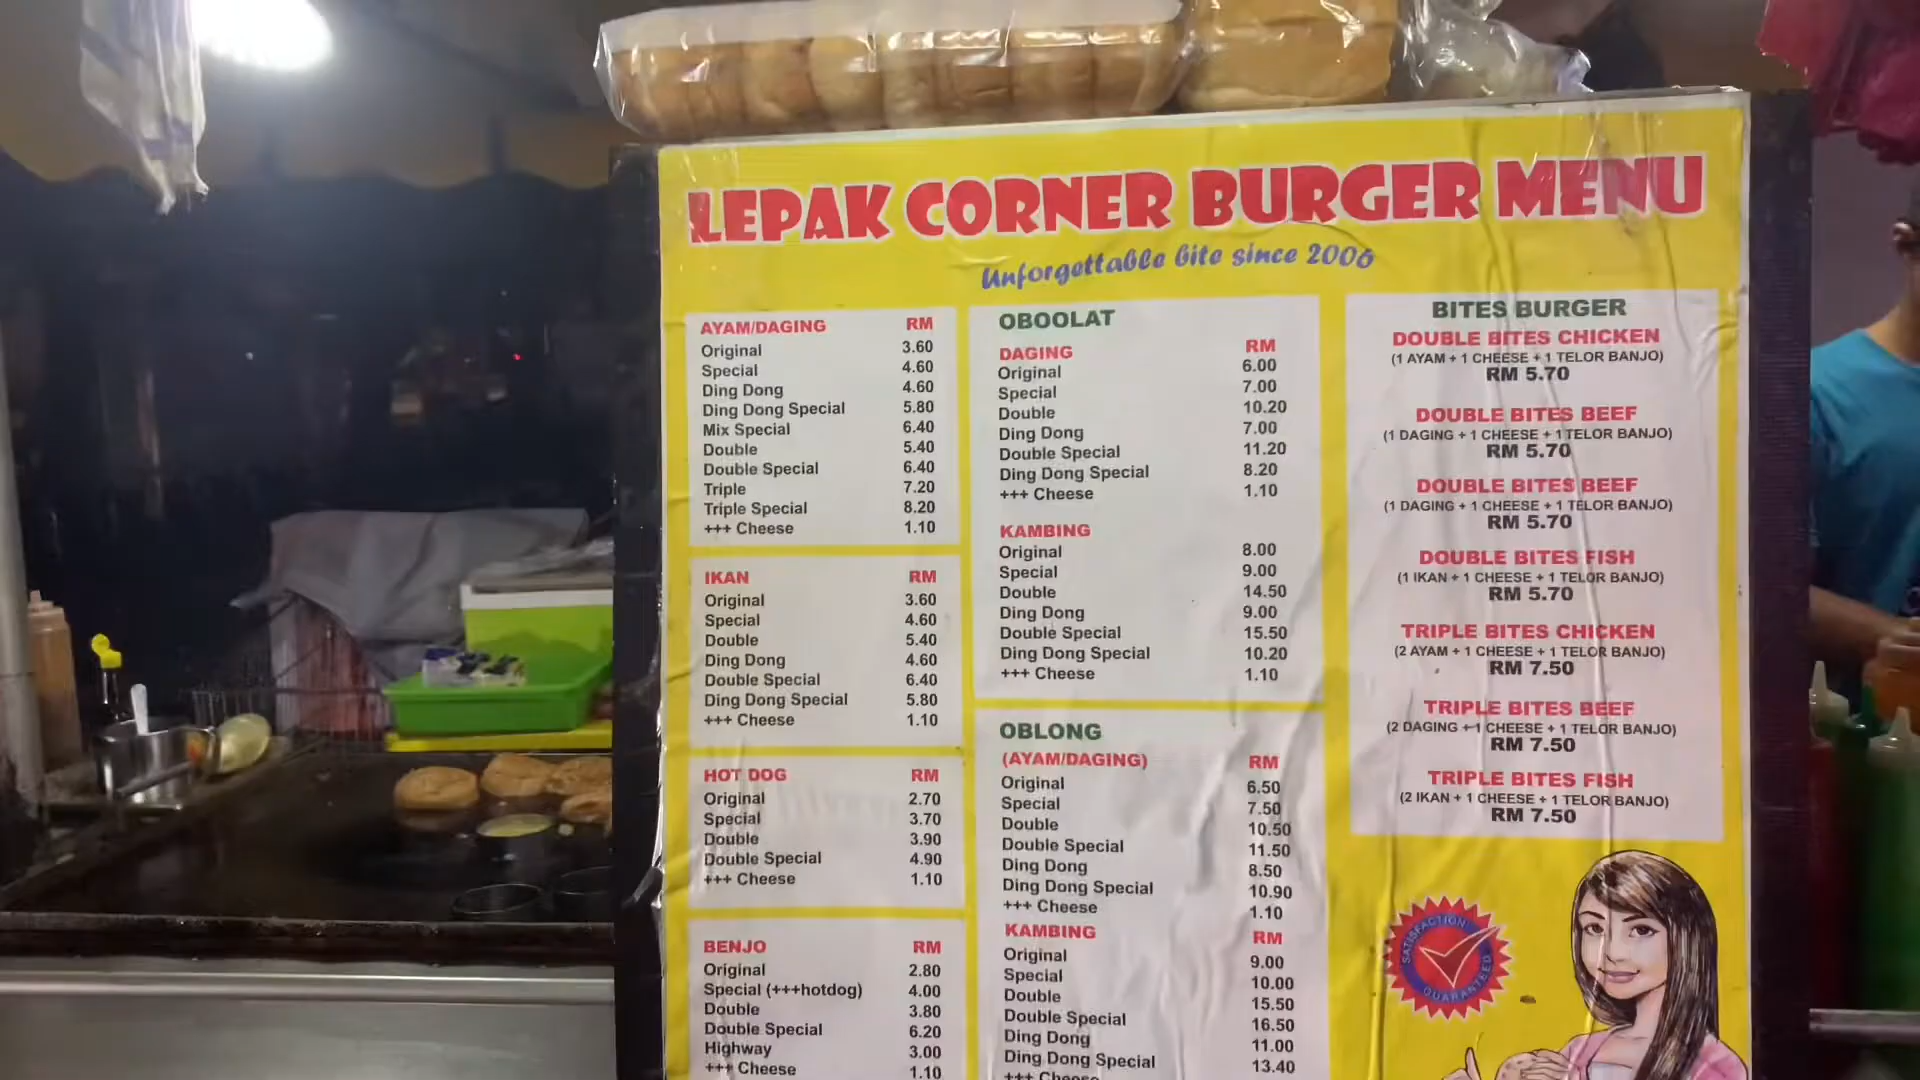 LEPAK CORNER BURGER MENU
Unforgettable bite since 2006
AYAM/DAGING RM
Original 3.60
Special 4.60
Ding Dong 4.60
Ding Dong Special 5.80
Mix Special 6.40
Double 5.40
Double Special 6.40
Triple 7.20
Triple Special 8.20
+++ Cheese 1.10
IKAN RM
Original 3.60
Special 4.60
Double 5.40
Ding Dong 4.60
Double Special 6.40
Ding Dong Special 5.80
+++ Cheese 1.10
HOT DOG RM
Original 2.70
Special 3.70
Double 3.90
Double Special 4.90
+++ Cheese 1.10
BENJO RM
Original 2.80
Special (+++hotdog) 4.00
Double 3.80
Double Special 6.20
Highway 3.00
+++ Cheese 1.10
OBOOLAT
DAGING RM
Original 6.00
Special 7.00
Double 10.20
Ding Dong 7.00
Double Special 11.20
Ding Dong Special 8.20
+++ Cheese 1.10
KAMBING
Original 8.00
Special 9.00
Double 14.50
Ding Dong 9.00
Double Special 15.50
Ding Dong Special 10.20
+++ Cheese 1.10
OBLONG
(AYAM/DAGING) RM
Original 6.50
Special 7.50
Double 10.50
Double Special 11.50
Ding Dong 8.50
Ding Dong Special 10.90
+++ Cheese 1.10
KAMBING RM
Original 9.00
Special 10.00
Double 15.50
Double Special 16.50
Ding Dong 11.00
Ding Dong Special 13.40
+++ Cheese
BITES BURGER
DOUBLE BITES CHICKEN
(1 AYAM + 1 CHEESE + 1 TELOR BANJO)
RM 5.70
DOUBLE BITES BEEF
(1 DAGING + 1 CHEESE + 1 TELOR BANJO)
RM 5.70
DOUBLE BITES BEEF
(1 DAGING + 1 CHEESE + 1 TELOR BANJO)
RM 5.70
DOUBLE BITES FISH
(1 IKAN + 1 CHEESE + 1 TELOR BANJO)
RM 5.70
TRIPLE BITES CHICKEN
(2 AYAM + 1 CHEESE + 1 TELOR BANJO)
RM 7.50
TRIPLE BITES BEEF
(2 DAGING + 1 CHEESE + 1 TELOR BANJO)
RM 7.50
TRIPLE BITES FISH
(2 IKAN + 1 CHEESE + 1 TELOR BANJO)
RM 7.50
SATISFACTION
GUARANTEED